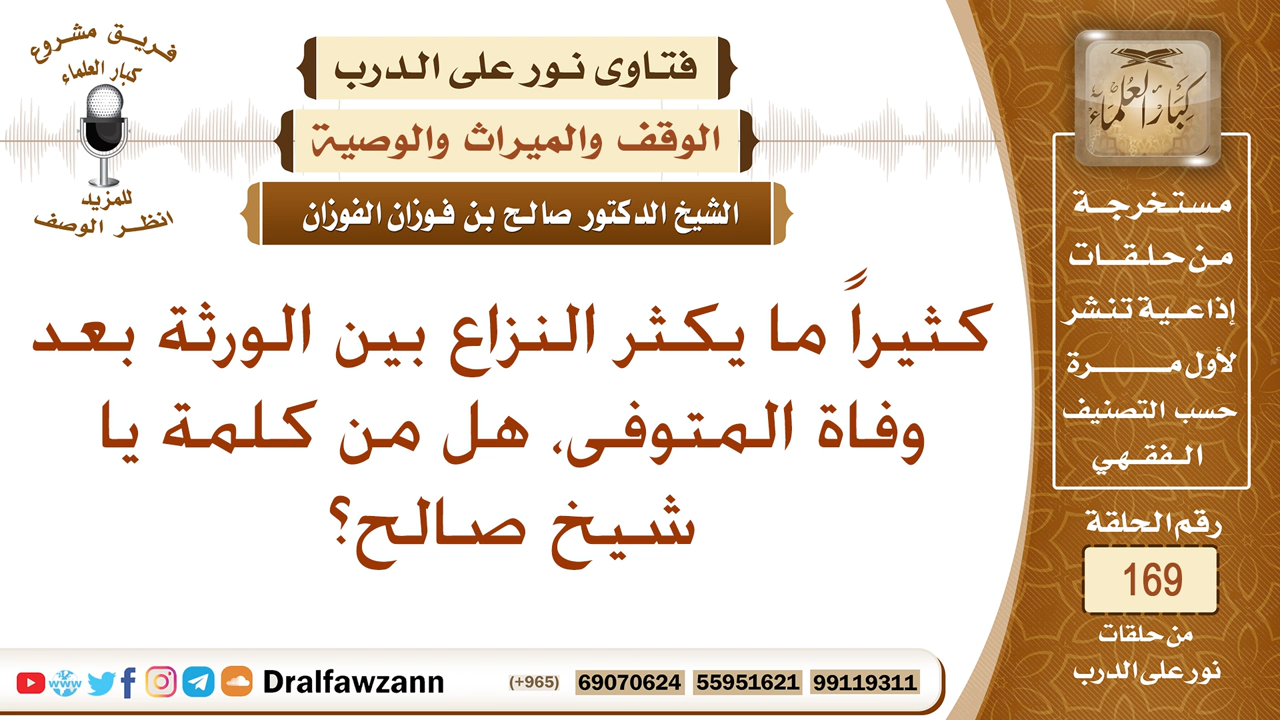 فريق مشروع
كبار العلماء
للمزيد
انظر الوصف
فتاوى نور على الدرب
الوقف والميراث والوصية
الشيخ الدكتور صالح بن فوزان الفوزان
كثيراً ما يكثر النزاع بين الورثة بعد
وفاة المتوفى، هل من كلمة يا
شيخ صالح؟
كبار العلماء
مستخرجة
من حلقات
إذاعية تنشر
لأول مرة
حسب التصنيف
الفقهي
رقم الحلقة
169
من حلقات
نور على الدرب
www Dralfawzann (+965) 69070624 55951621 99119311